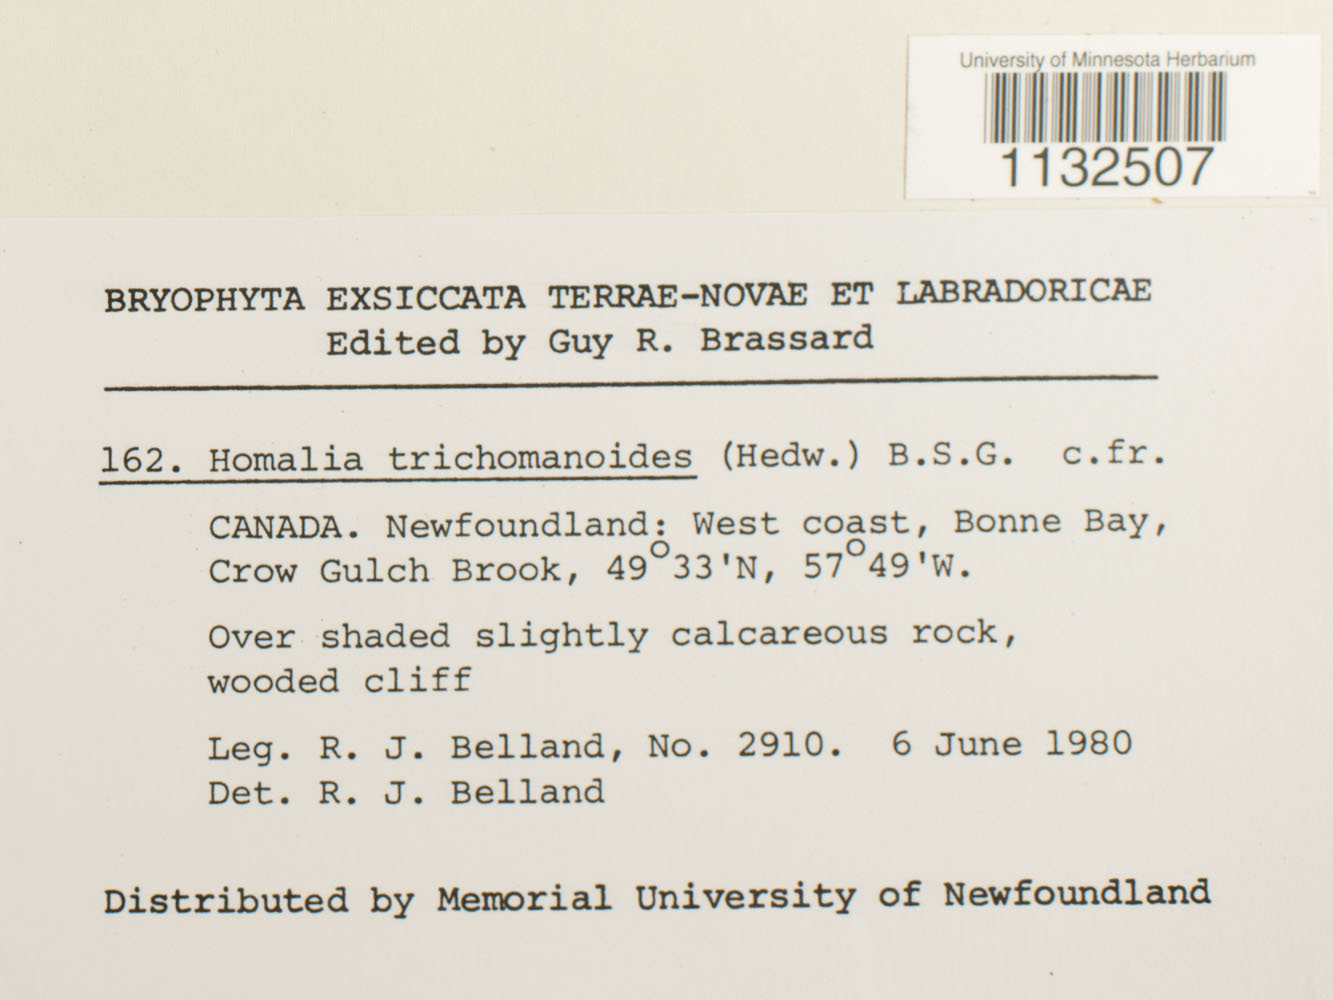 University of Minnesota Herbarium
1132507
BRYOPHYTA EXSICCATA TERRAE-NOVAE ET LABRADORICAE
Edited by Guy R. Brassard
162. Homalia trichomanoides (Hedw.) B.S.G. c.fr.
CANADA. Newfoundland: West coast, Bonne Bay,
Crow Gulch Brook, 49°33'N, 57°49'W.
Over shaded slightly calcareous rock,
wooded cliff
Leg. R. J. Belland, No. 2910. 6 June 1980
Det. R. J. Belland
Distributed by Memorial University of Newfoundland